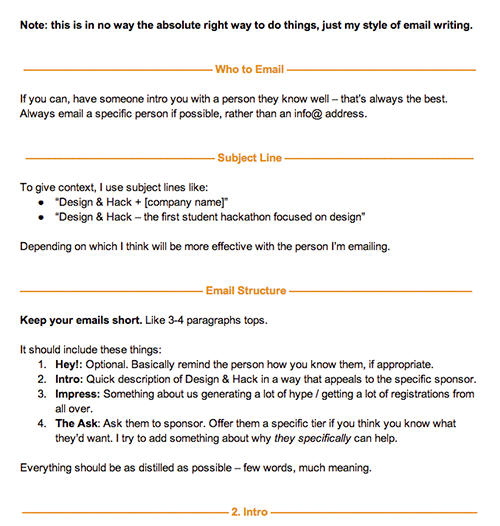 Note: this is in no way the absolute right way to do things, just my style of email writing.
Who to Email
If you can, have someone intro you with a person they know well – that's always the best.
Always email a specific person if possible, rather than an info@ address.
Subject Line
To give context, I use subject lines like:
● "Design & Hack + [company name]"
● "Design & Hack – the first student hackathon focused on design"
Depending on which I think will be more effective with the person I'm emailing.
Email Structure
Keep your emails short. Like 3-4 paragraphs tops.
It should include these things:
1. Hey!: Optional. Basically remind the person how you know them, if appropriate.
2. Intro: Quick description of Design & Hack in a way that appeals to the specific sponsor.
3. Impress: Something about us generating a lot of hype / getting a lot of registrations from
all over.
4. The Ask: Ask them to sponsor. Offer them a specific tier if you think you know what
they'd want. I try to add something about why they specifically can help.
Everything should be as distilled as possible – few words, much meaning.
2. Intro